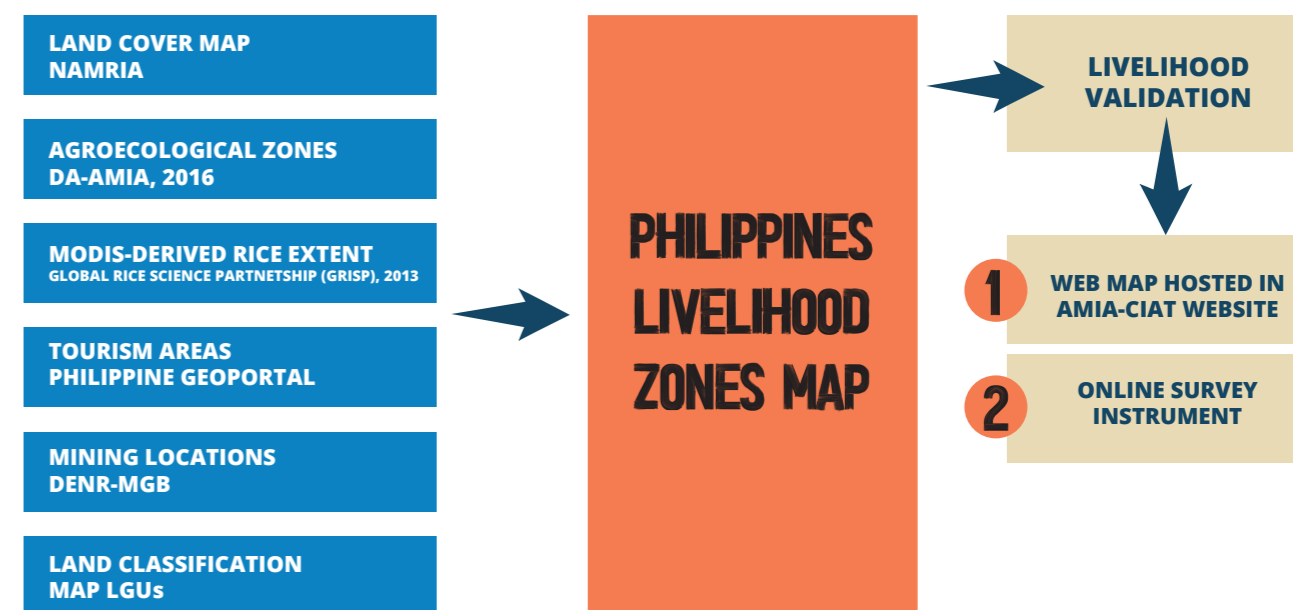 LAND COVER MAP
NAMRIA
AGROECOLOGICAL ZONES
DA-AMIA, 2016
MODIS-DERIVED RICE EXTENT
GLOBAL RICE SCIENCE PARTNETSHIP (GRISP), 2013
TOURISM AREAS
PHILIPPINE GEOPORTAL
MINING LOCATIONS
DENR-MGB
LAND CLASSIFICATION
MAP LGUs
PHILIPPINES
LIVELIHOOD
ZONES MAP
LIVELIHOOD
VALIDATION
1
WEB MAP HOSTED IN
AMIA-CIAT WEBSITE
2
ONLINE SURVEY
INSTRUMENT